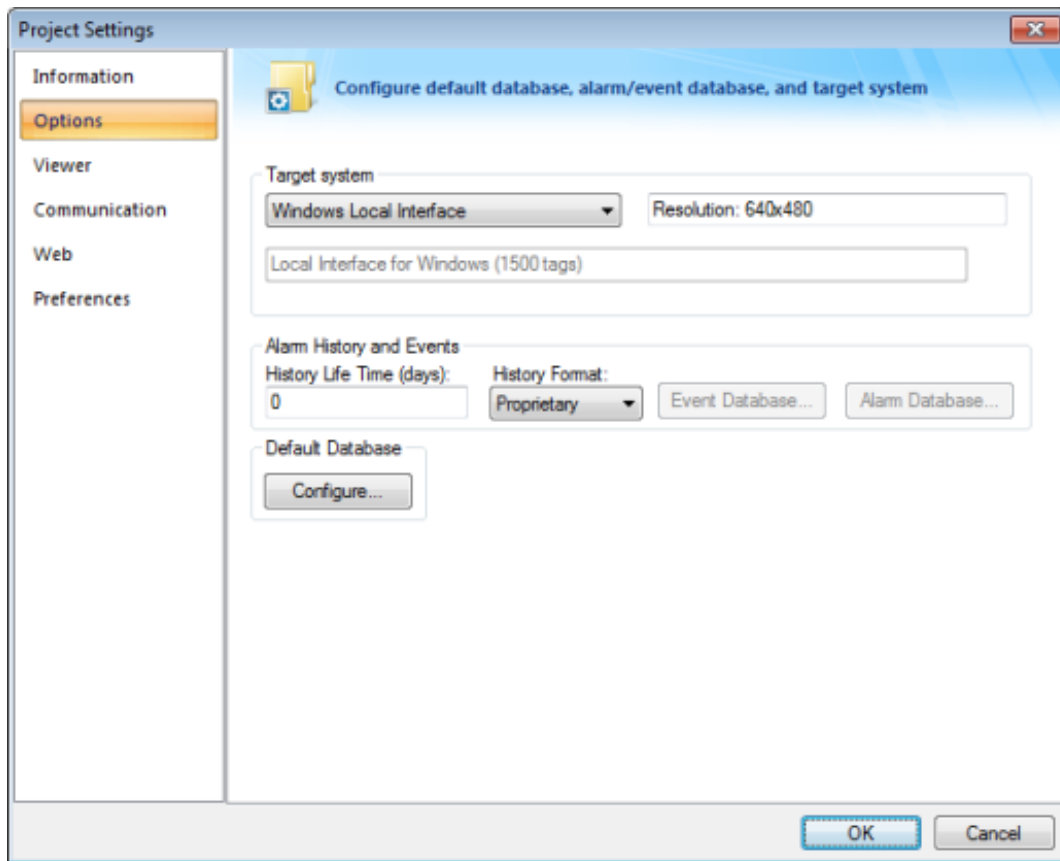 Project Settings
Information
Options
Viewer
Communication
Web
Preferences
Configure default database, alarm/event database, and target system
Target system
Windows Local Interface Resolution: 640x480
Local Interface for Windows (1500 tags)
Alarm History and Events
History Life Time (days): History Format:
0 Proprietary Event Database... Alarm Database...
Default Database
Configure...
OK Cancel